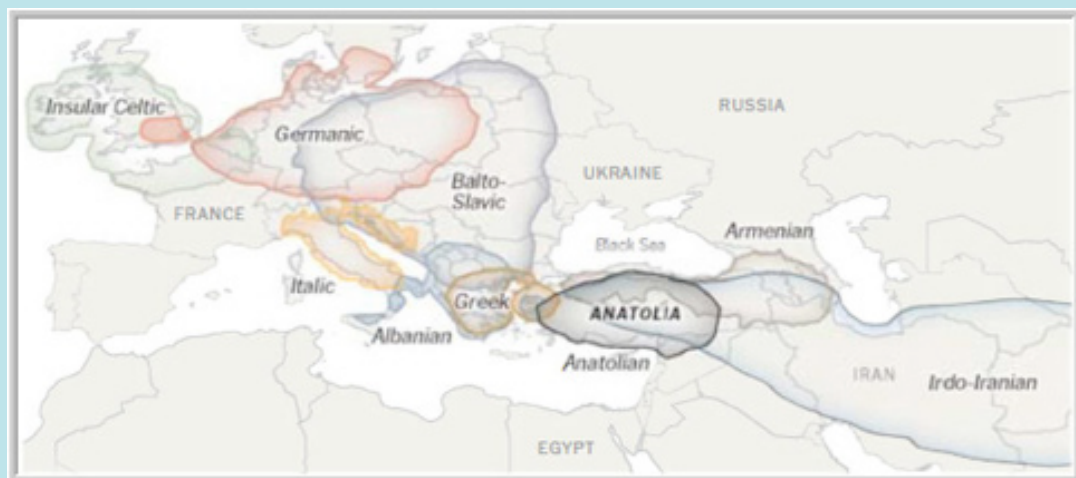 RUSSIA
Insular Celtic
Germanic
UKRAINE
Balto-
Slavic
FRANCE
Armenian
Black Sea
Italic
Greek
ANATOLIA
Albanian
Anatolian
IRAN
Irdo-Iranian
EGYPT